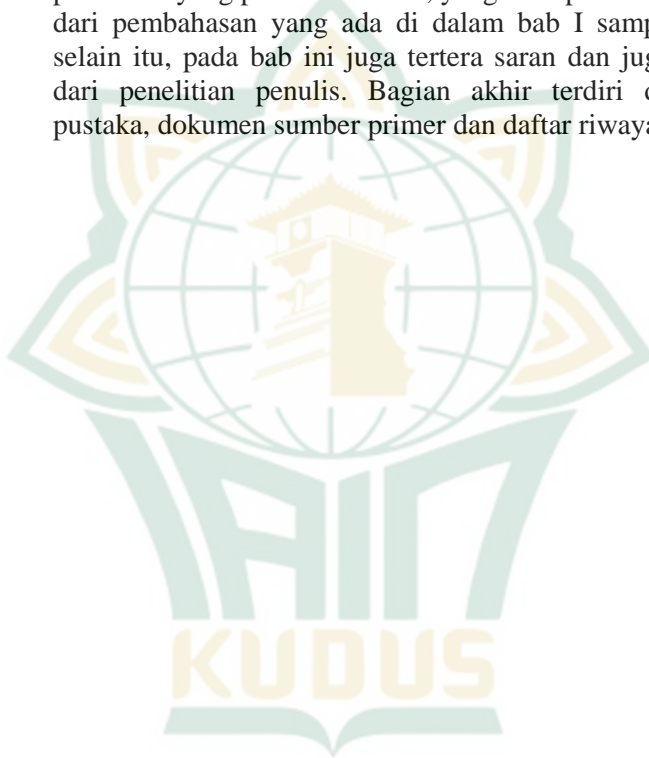 dari pembahasan yang ada di dalam bab I samp
selain itu, pada bab ini juga tertera saran dan jug
dari penelitian penulis. Bagian akhir terdiri d
pustaka, dokumen sumber primer dan daftar riwaya
IAIN
KUDUS